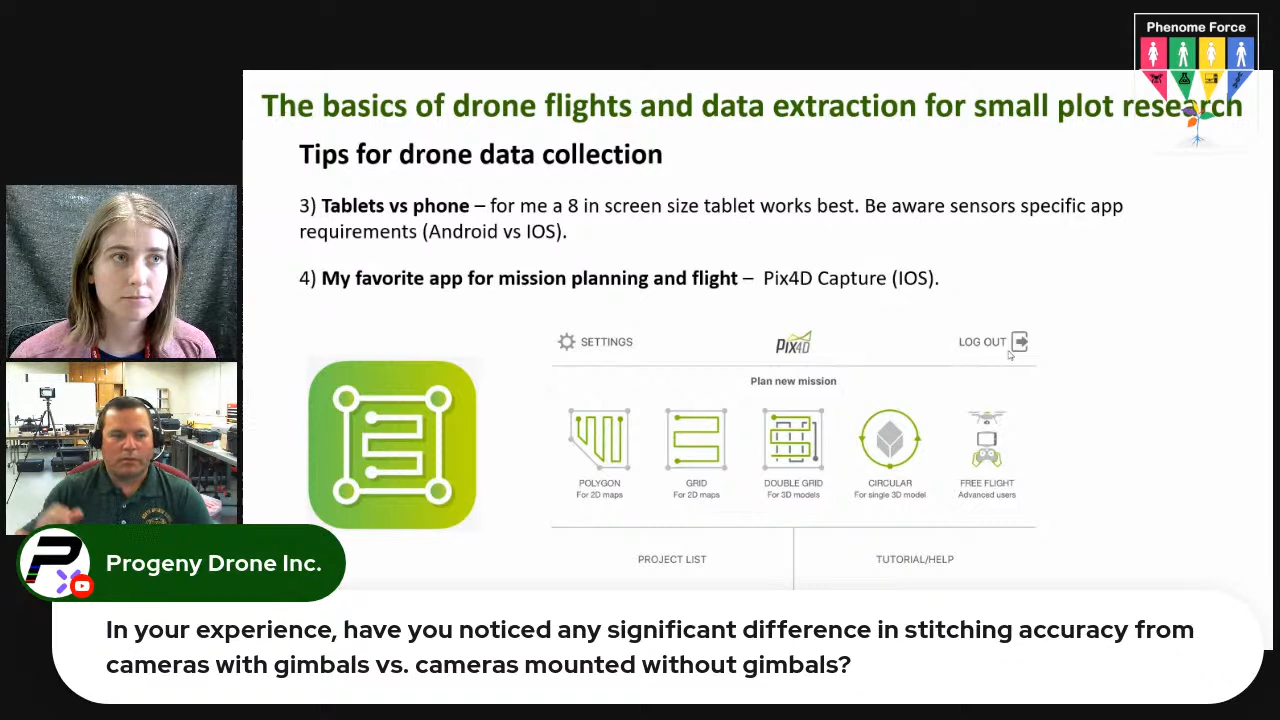 Phenome Force
The basics of drone flights and data extraction for small plot research
Tips for drone data collection
3) Tablets vs phone – for me a 8 in screen size tablet works best. Be aware sensors specific app
requirements (Android vs IOS).
4) My favorite app for mission planning and flight – Pix4D Capture (IOS).
SETTINGS
PIX4D
LOG OUT
Plan new mission
POLYGON
For 2D maps
GRID
For 2D maps
DOUBLE GRID
For 3D models
CIRCULAR
For single 3D model
FREE FLIGHT
Advanced users
PROJECT LIST
TUTORIAL/HELP
Progeny Drone Inc.
In your experience, have you noticed any significant difference in stitching accuracy from
cameras with gimbals vs. cameras mounted without gimbals?